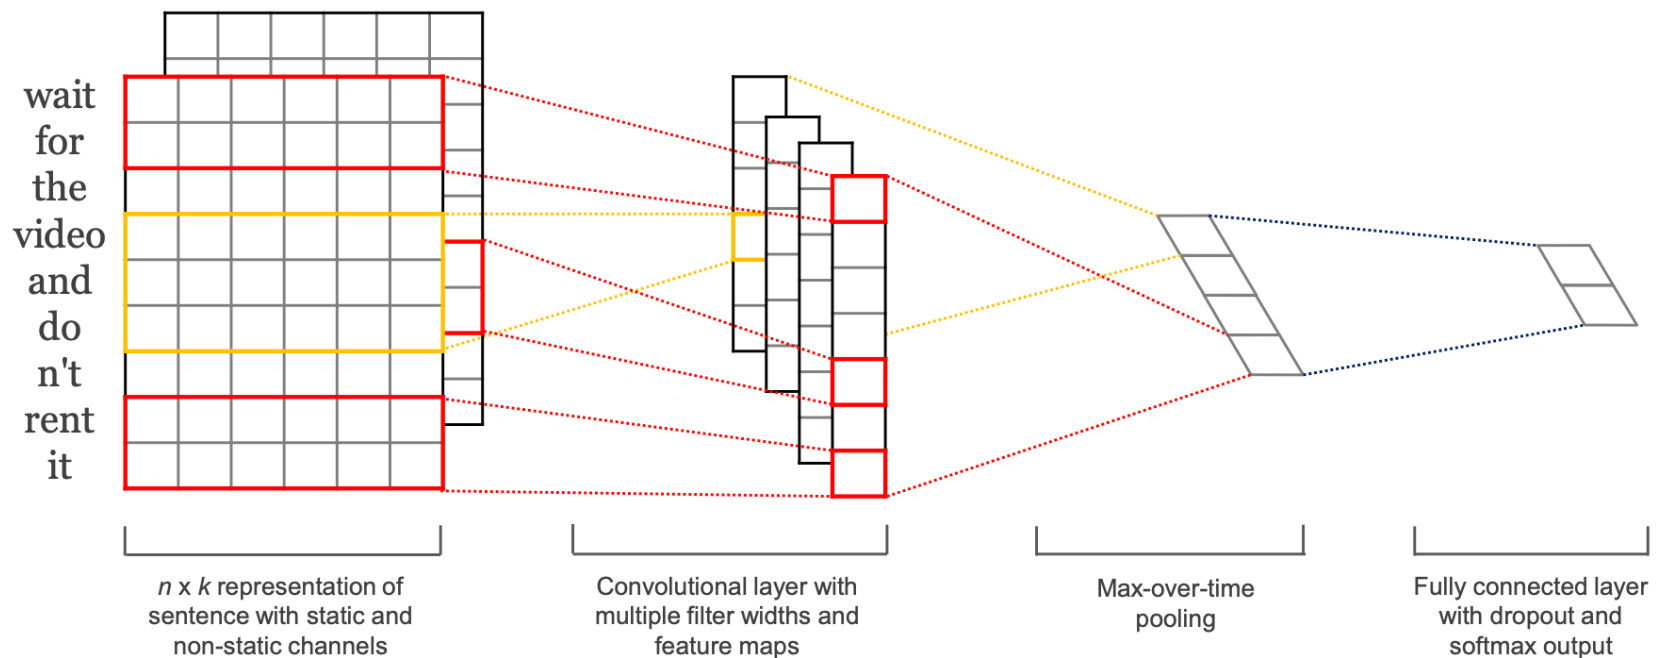 wait
for
the
video
and
do
n't
rent
it
n x k representation of
sentence with static and
non-static channels
Convolutional layer with
multiple filter widths and
feature maps
Max-over-time
pooling
Fully connected layer
with dropout and
softmax output